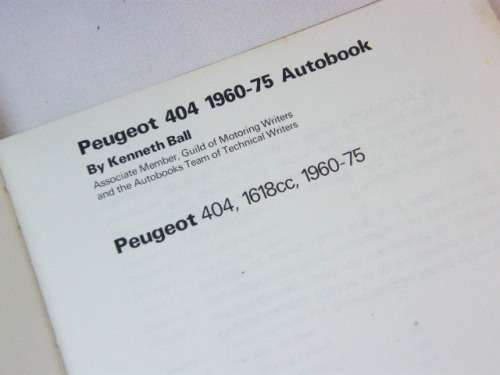 Peugeot 404 1960-75 Autobook
By Kenneth Ball
Associate Member, Guild of Motoring Writers
and the Autobooks Team of Technical Writers
Peugeot 404, 1618cc, 1960-75